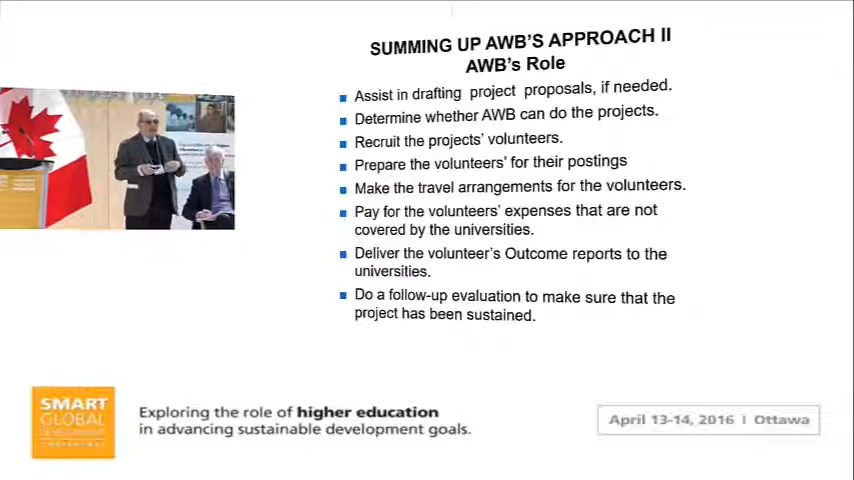 SUMMING UP AWB'S APPROACH II
AWB's Role
Assist in drafting project proposals, if needed.
Determine whether AWB can do the projects.
Recruit the projects' volunteers.
Prepare the volunteers' for their postings
Make the travel arrangements for the volunteers.
Pay for the volunteers' expenses that are not
covered by the universities.
Deliver the volunteer's Outcome reports to the
universities.
Do a follow-up evaluation to make sure that the
project has been sustained.
SMART
GLOBAL
DEVELOPMENT
CONFERENCE
Exploring the role of higher education
in advancing sustainable development goals.
April 13-14, 2016 | Ottawa